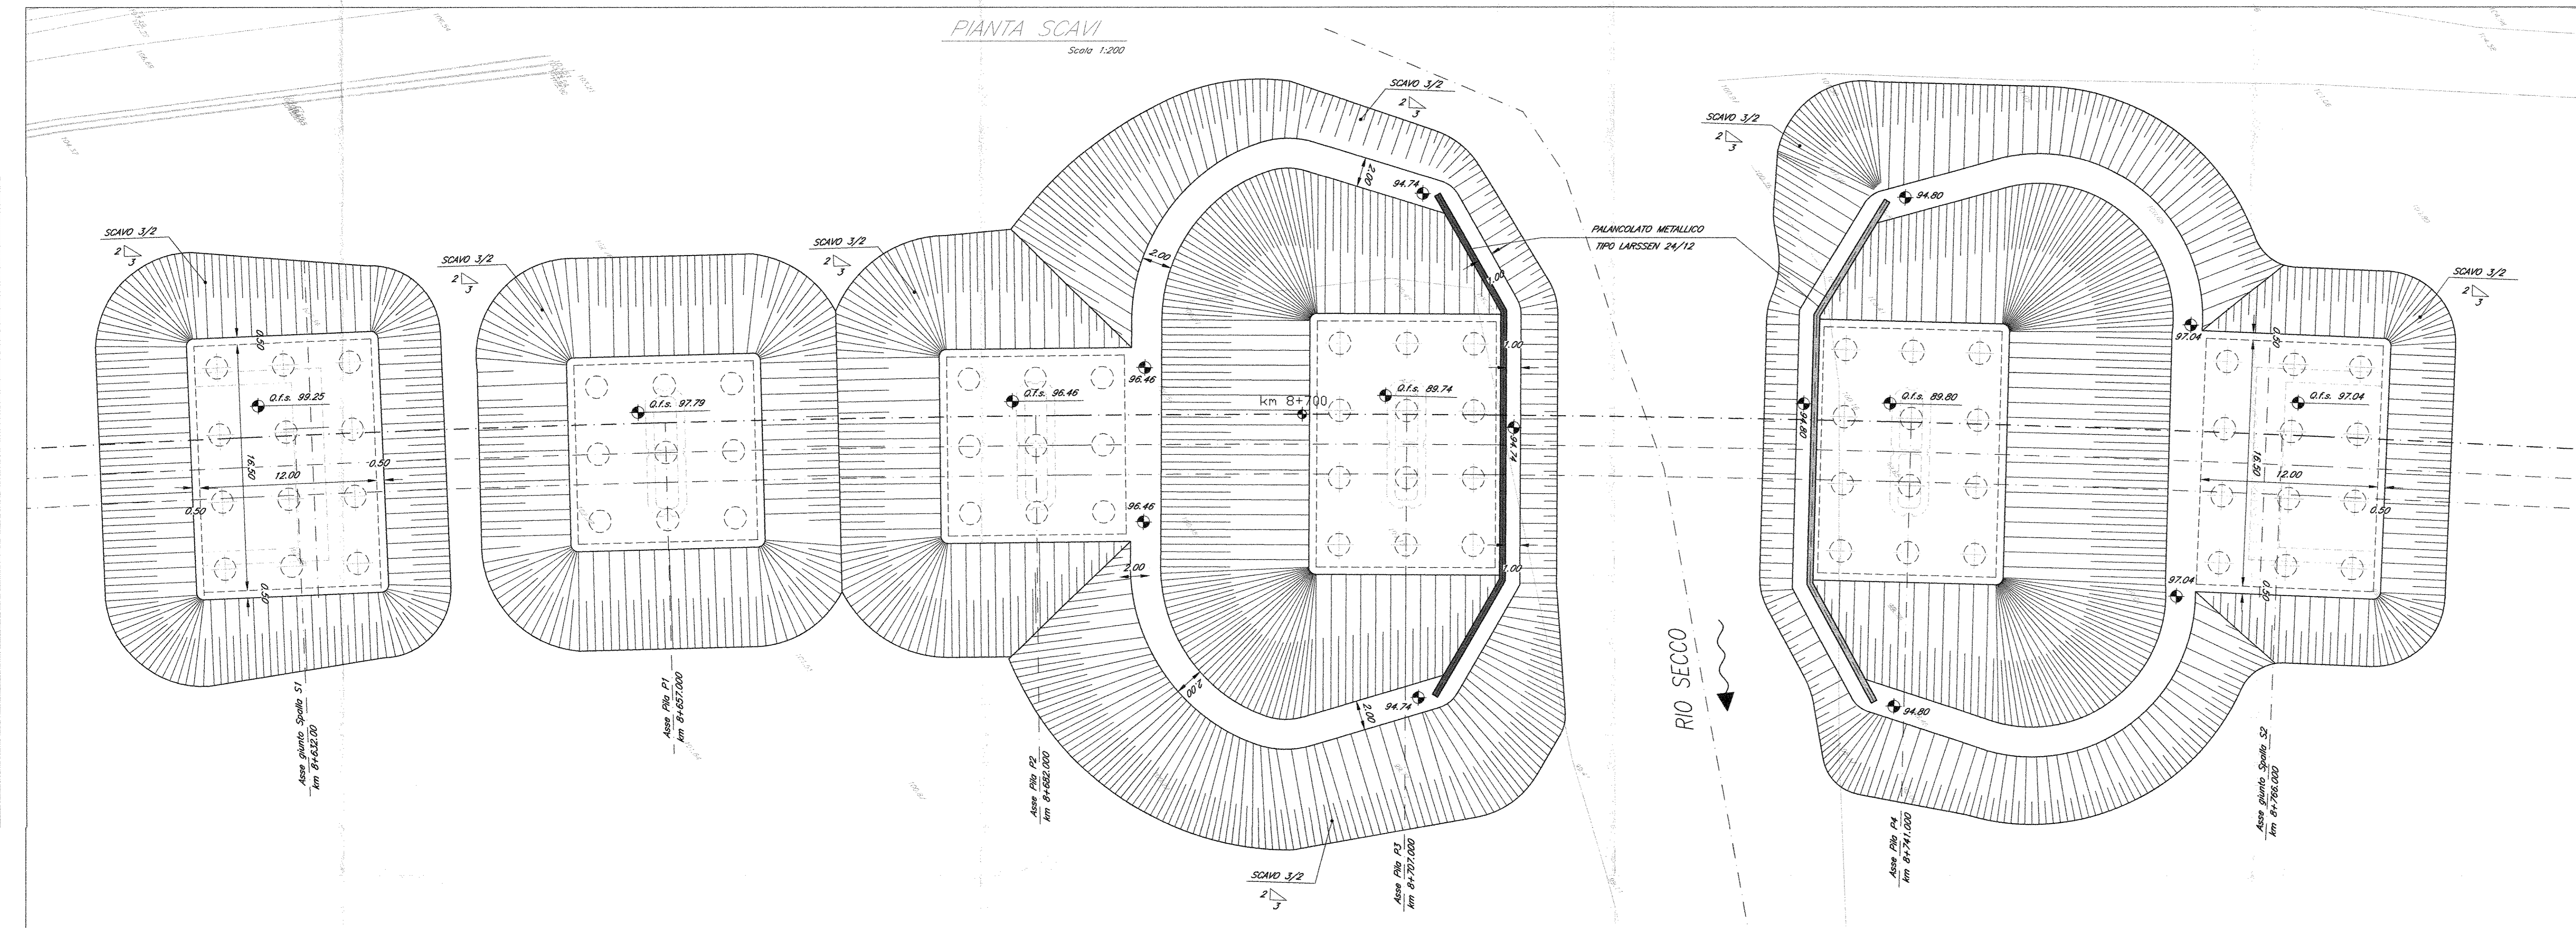 PIANTA SCAVI
Scala 1:200
SCAVO 3/2
2
3
SCAVO 3/2
2
3
SCAVO 3/2
2
3
SCAVO 3/2
2
3
SCAVO 3/2
2
3
SCAVO 3/2
2
3
SCAVO 3/2
2
3
PALANCOLATO METALLICO
TIPO LARSSEN 24/12
0.50
Q.f.s. 99.25
16.50
12.00
0.50
0.50
0.50
Asse giunto Spalla S1
km 8+632.00
Q.f.s. 97.79
Asse Pila P1
km 8+657.000
Q.f.s. 96.46
96.46
96.46
2.00
2.00
2.00
Asse Pila P2
km 8+682.000
km 8+700
2.00
94.74
1.00
1.00
Q.f.s. 89.74
94.74
1.00
94.74
2.00
Asse Pila P3
km 8+707.000
RIO SECCO
94.80
94.80
Q.f.s. 89.80
94.80
Asse Pila P4
km 8+741.000
97.04
0.50
Q.f.s. 97.04
16.50
12.00
0.50
97.04
0.50
Asse giunto Spalla S2
km 8+766.000
104.37
106.69